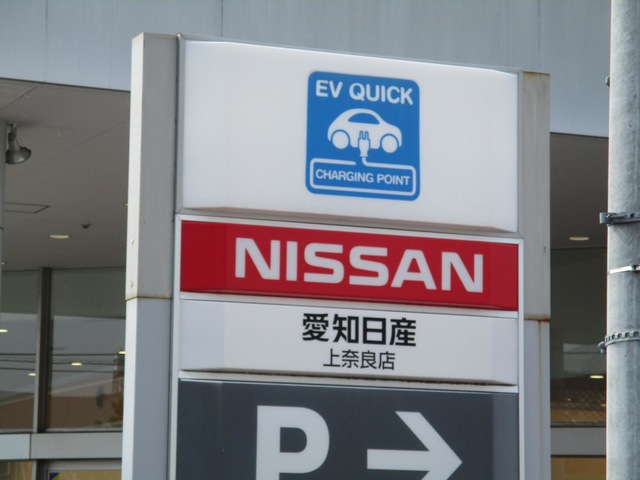 EV QUICK
CHARGING POINT
NISSAN
愛知日産
上奈良店
P →